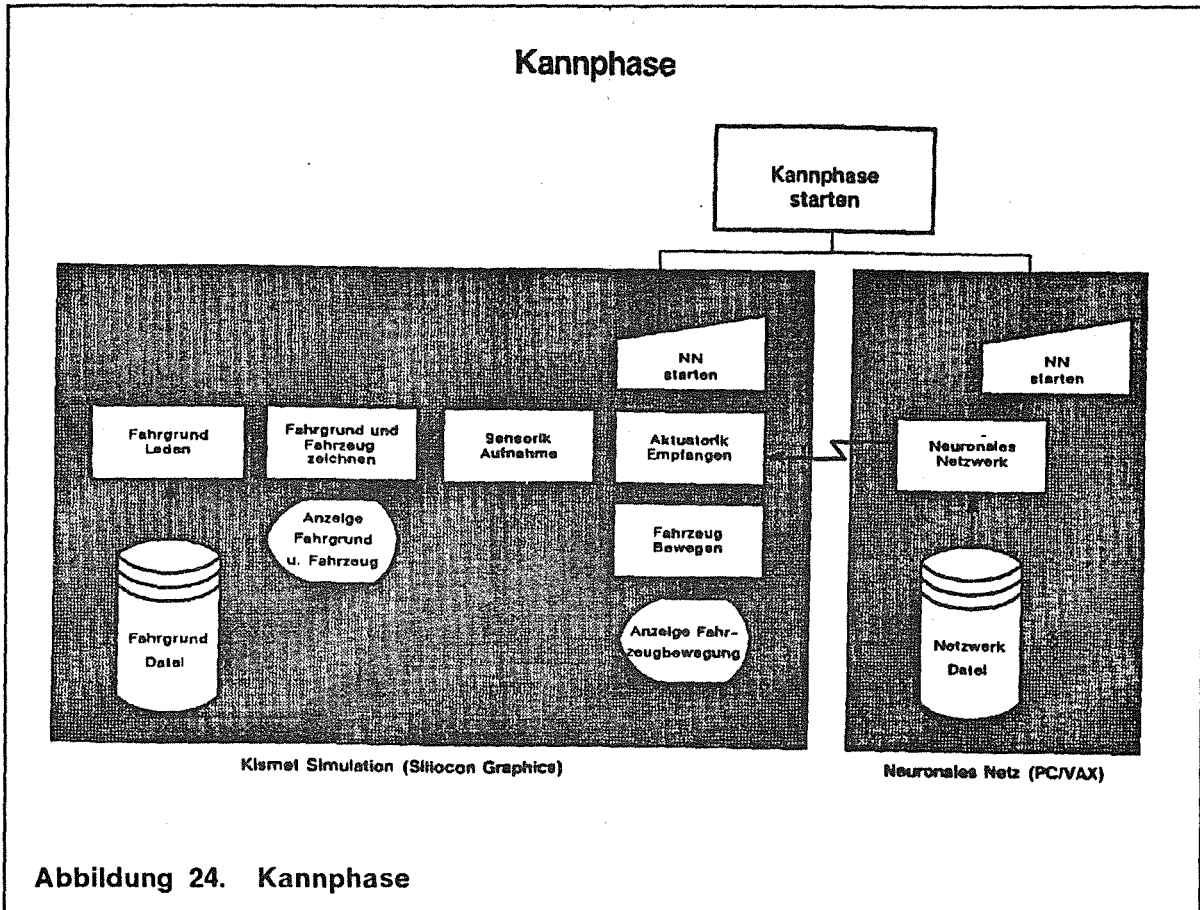 Kannphase
Kannphase
starten
NN
starten
NN
starten
Fahrgrund
Laden
Fahrgrund und
Fahrzeug
zeichnen
Sensorik
Aufnahme
Aktuatorik
Empfangen
Neuronales
Netzwerk
Anzeige
Fahrgrund
u. Fahrzeug
Fahrzeug
Bewegen
Fahrgrund
Datei
Anzeige Fahr-
zeugbewegung
Netzwerk
Datei
Kismet Simulation (Siliocon Graphics)
Neuronales Netz (PC/VAX)
Abbildung 24. Kannphase